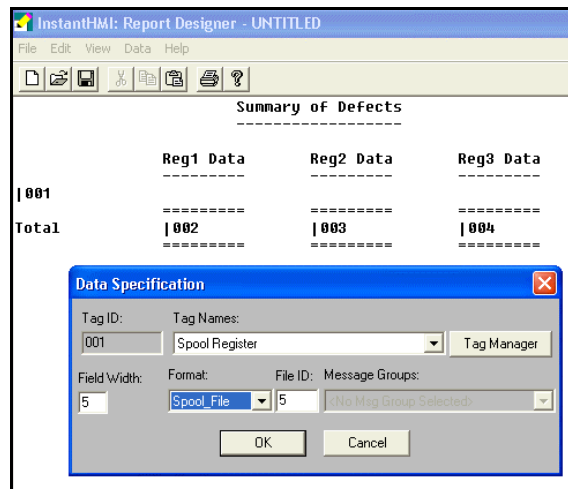 InstantHMI: Report Designer - UNTITLED
File Edit View Data Help
Summary of Defects
------------------
Reg1 Data Reg2 Data Reg3 Data
--------- --------- ---------
|001
========= ========= =========
Total |002 |003 |004
========= ========= =========
Data Specification
Tag ID: Tag Names:
001 Spool Register Tag Manager
Field Width: Format: File ID: Message Groups:
5 Spool_File 5 <No Msg Group Selected>
OK Cancel